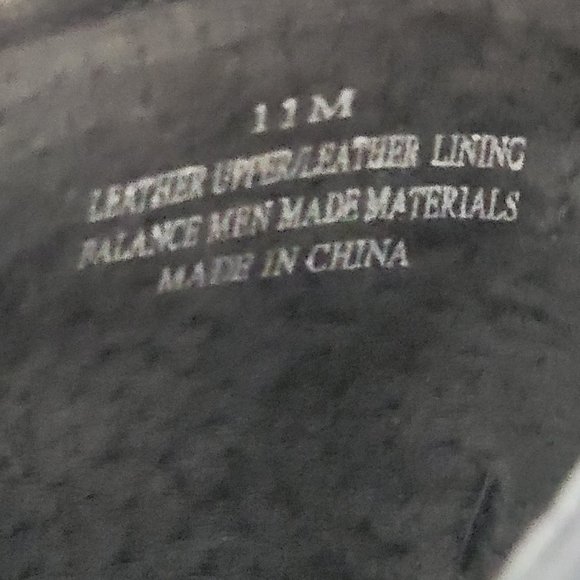 11M
LEATHER UPPER/LEATHER LINING
BALANCE MEN MADE MATERIALS
MADE IN CHINA